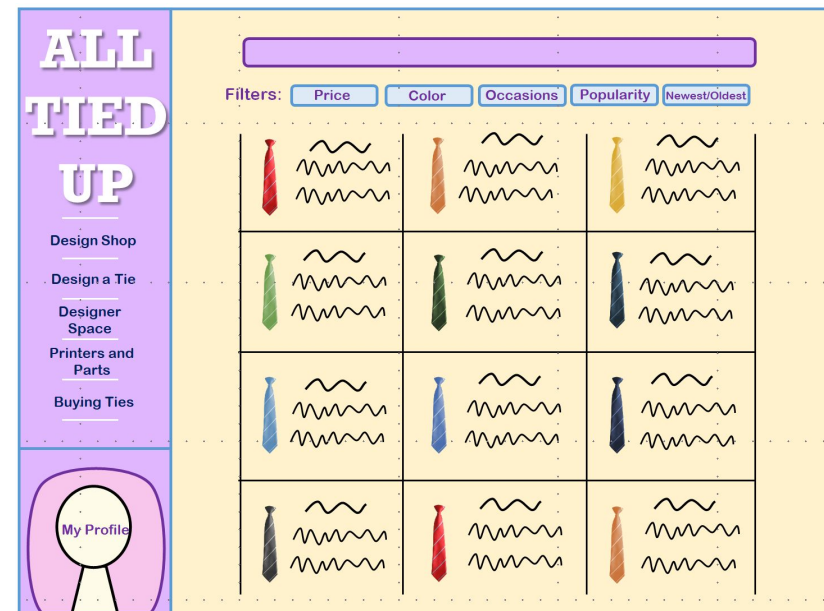 ALL
TIED
UP
Design Shop
Design a Tie
Designer
Space
Printers and
Parts
Buying Ties
My Profile
Filters: Price Color Occasions Popularity Newest/Oldest